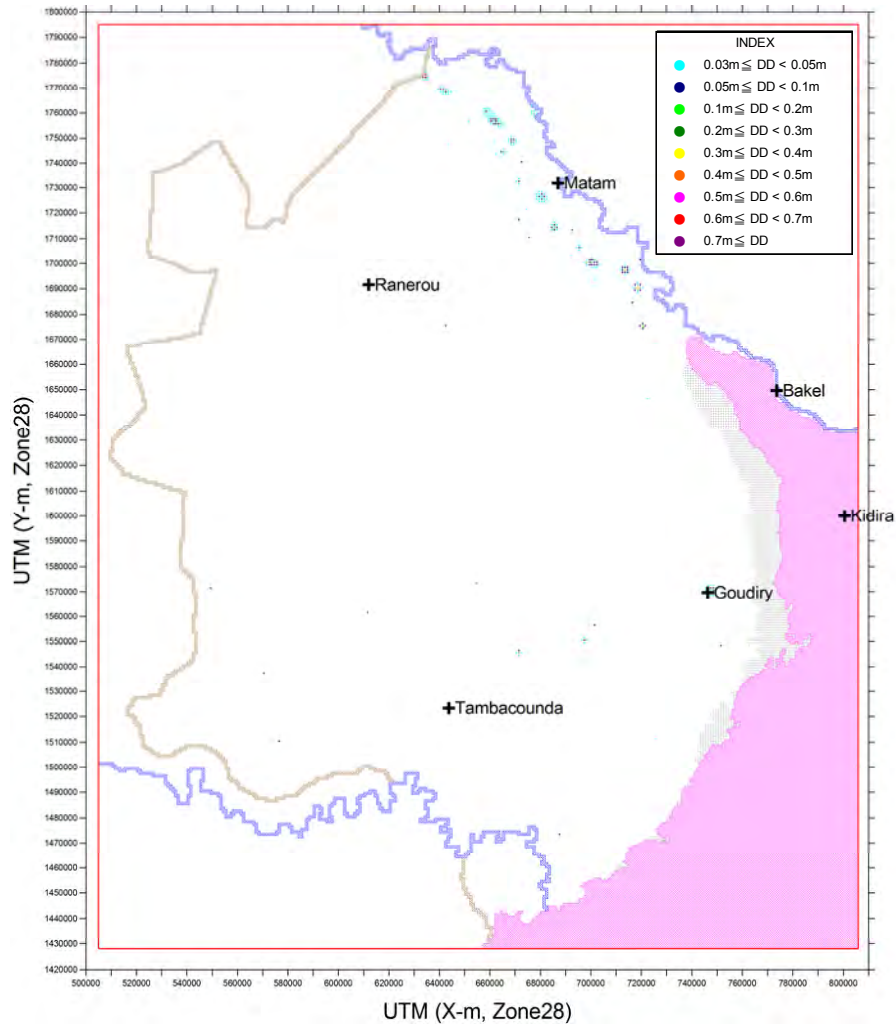 INDEX
0.03m≦ DD < 0.05m
0.05m≦ DD < 0.1m
0.1m≦ DD < 0.2m
0.2m≦ DD < 0.3m
0.3m≦ DD < 0.4m
0.4m≦ DD < 0.5m
0.5m≦ DD < 0.6m
0.6m≦ DD < 0.7m
0.7m≦ DD
Matam
Ranerou
Bakel
Kidira
Goudiry
Tambacounda
UTM (Y-m, Zone28)
1800000
1790000
1780000
1770000
1760000
1750000
1740000
1730000
1720000
1710000
1700000
1690000
1680000
1670000
1660000
1650000
1640000
1630000
1620000
1610000
1600000
1590000
1580000
1570000
1560000
1550000
1540000
1530000
1520000
1510000
1500000
1490000
1480000
1470000
1460000
1450000
1440000
1430000
1420000
500000 520000 540000 560000 580000 600000 620000 640000 660000 680000 700000 720000 740000 760000 780000 800000
UTM (X-m, Zone28)